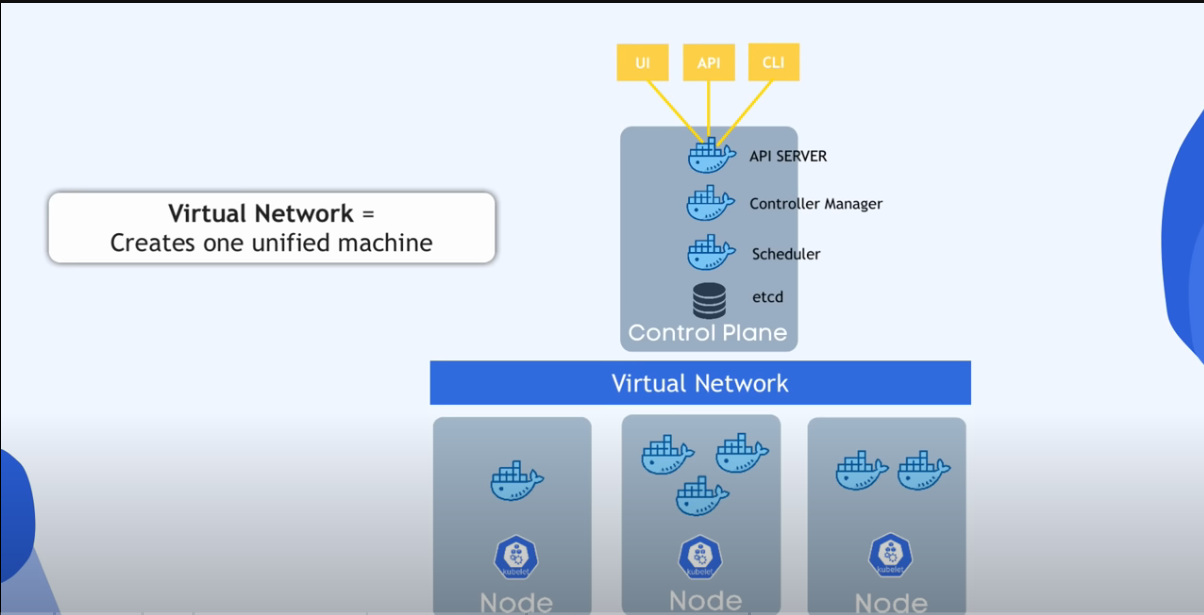 UI
API
CLI
API SERVER
Controller Manager
Scheduler
etcd
Control Plane
Virtual Network =
Creates one unified machine
Virtual Network
kubelet
kubelet
kubelet
Node
Node
Node